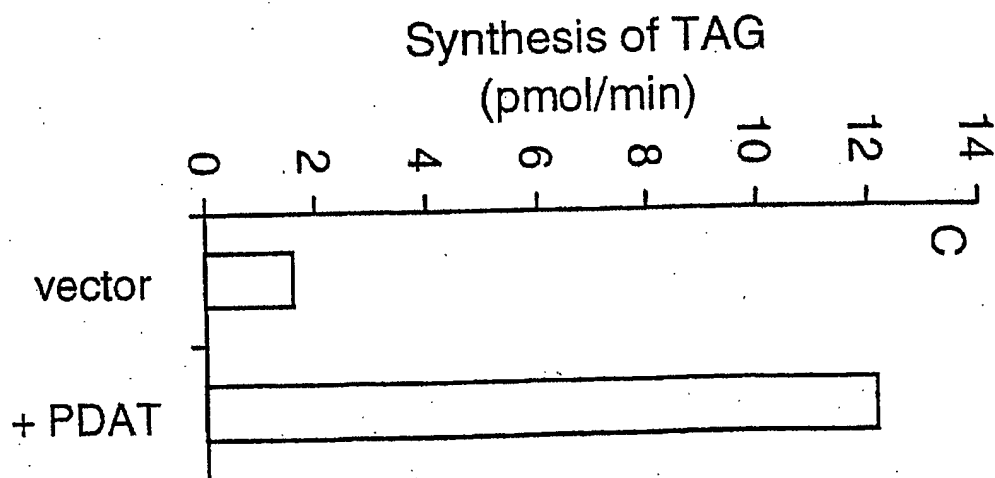 Synthesis of TAG
(pmol/min)
0 2 4 6 8 10 12 14
C
vector
+ PDAT